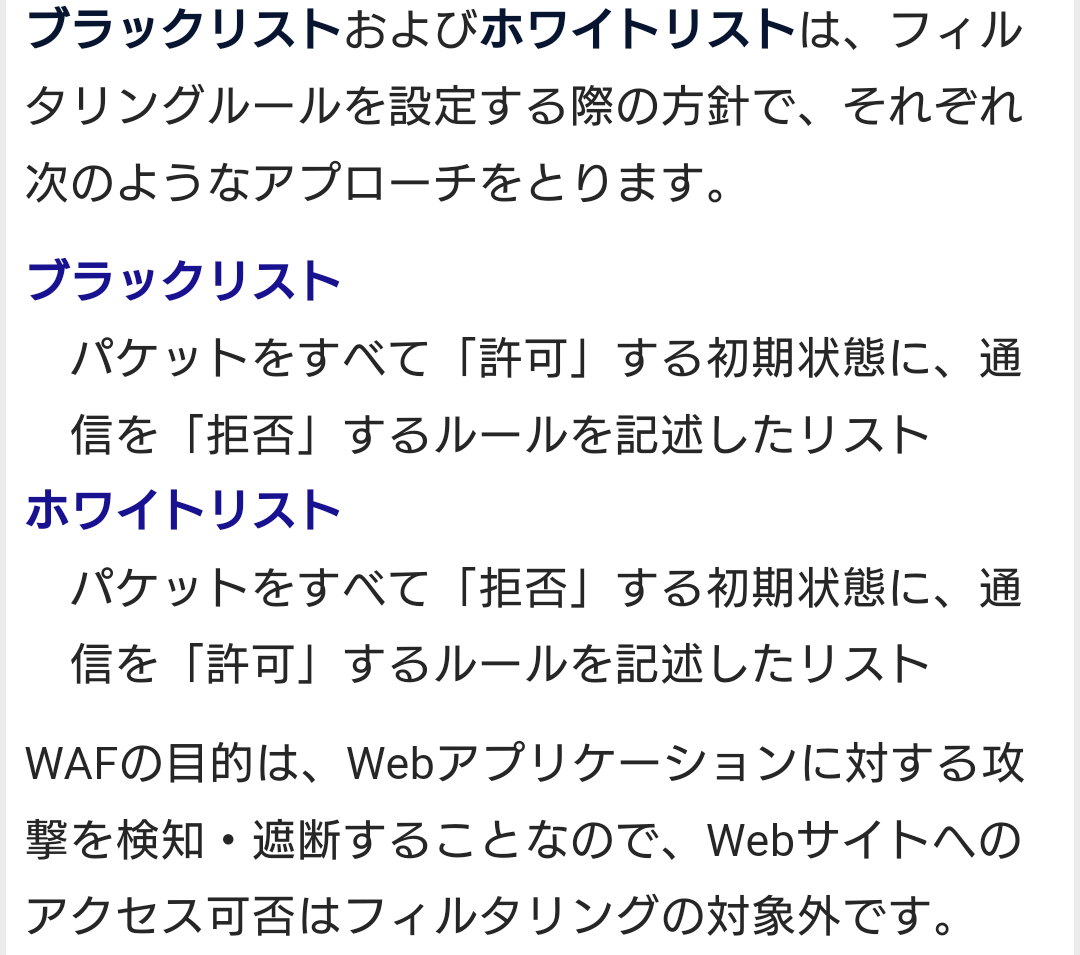 ブラックリストおよびホワイトリストは、フィル
タリングルールを設定する際の方針で、それぞれ
次のようなアプローチをとります。
ブラックリスト
パケットをすべて「許可」する初期状態に、通
信を「拒否」するルールを記述したリスト
ホワイトリスト
パケットをすべて「拒否」する初期状態に、通
信を「許可」するルールを記述したリスト
WAFの目的は、Webアプリケーションに対する攻
撃を検知・遮断することなので、Webサイトへの
アクセス可否はフィルタリングの対象外です。